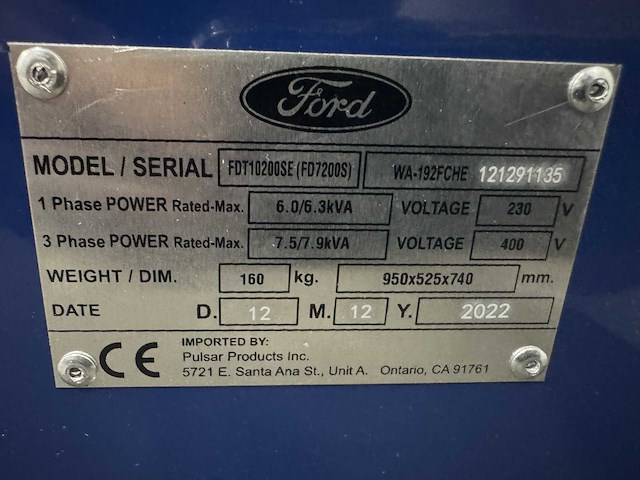 Ford
MODEL / SERIAL FDT10200SE (FD7200S) WA-192FCHE 121291135
1 Phase POWER Rated-Max. 6.0/6.3kVA VOLTAGE 230 V
3 Phase POWER Rated-Max. 7.5/7.9kVA VOLTAGE 400 V
WEIGHT / DIM. 160 kg. 950x525x740 mm.
DATE D. 12 M. 12 Y. 2022
CE IMPORTED BY:
Pulsar Products Inc.
5721 E. Santa Ana St., Unit A. Ontario, CA 91761